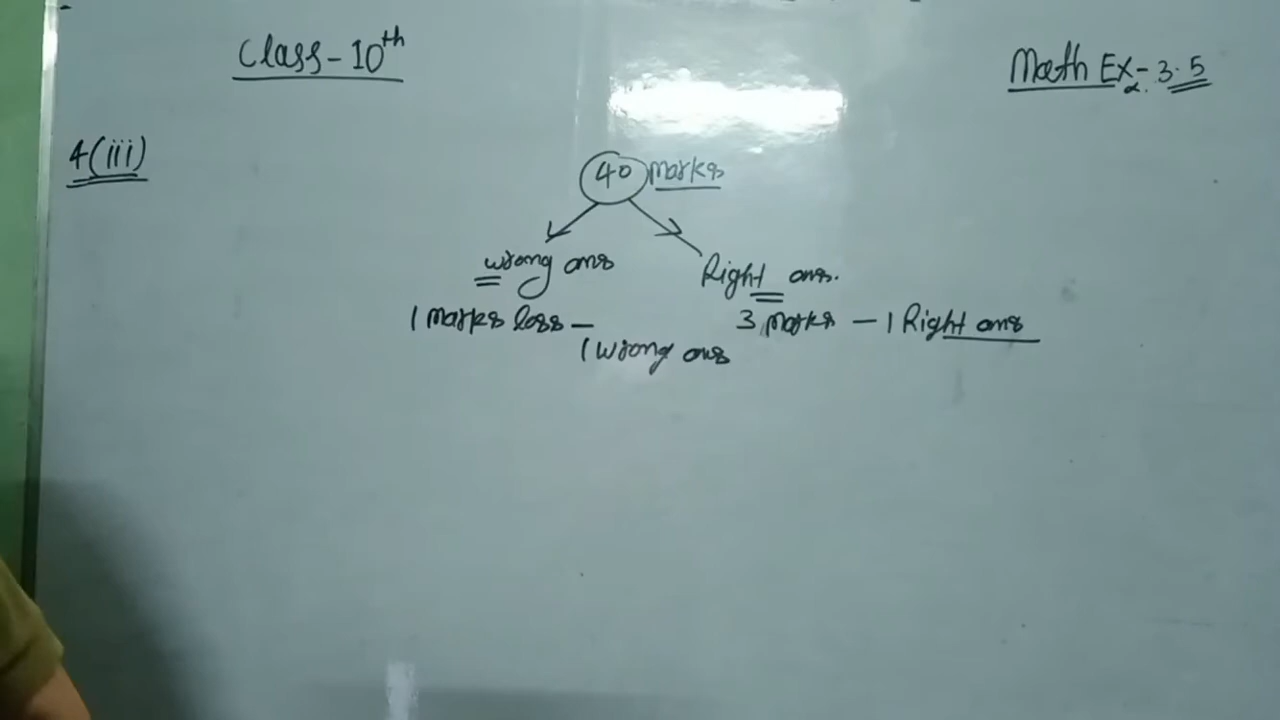 Class-10th
Math Ex-3.5
4(iii)
40 marks
wrong ans
Right ans.
1 marks loss - 1 wrong ans
3 marks - 1 Right ans